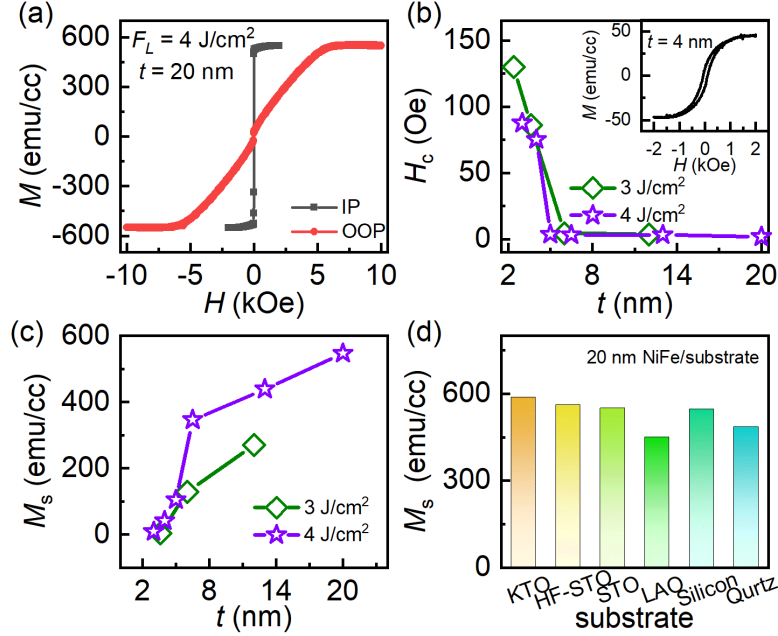 (a)
F_L = 4 J/cm²
t = 20 nm
M (emu/cc)
600
300
0
-300
-600
IP
OOP
-10
-5
0
5
10
H (kOe)
(b)
H_c (Oe)
150
100
50
0
t = 4 nm
M (emu/cc)
50
0
-50
-2
-1
0
1
2
H (kOe)
3 J/cm²
4 J/cm²
2
8
14
20
t (nm)
(c)
M_s (emu/cc)
600
400
200
0
3 J/cm²
4 J/cm²
2
8
14
20
t (nm)
(d)
20 nm NiFe/substrate
M_s (emu/cc)
600
300
0
KTO
HF-STO
STO
LAO
Silicon
Qurtz
substrate